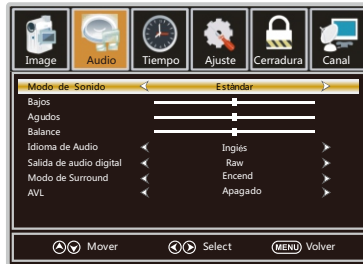 Image Audio Tiempo Ajuste Cerradura Canal
Modo de Sonido Estándar
Bajos
Agudos
Balance
Idioma de Audio Inglés
Salida de audio digital Raw
Modo de Surround Encend
AVL Apagado
Mover Select MENU Volver